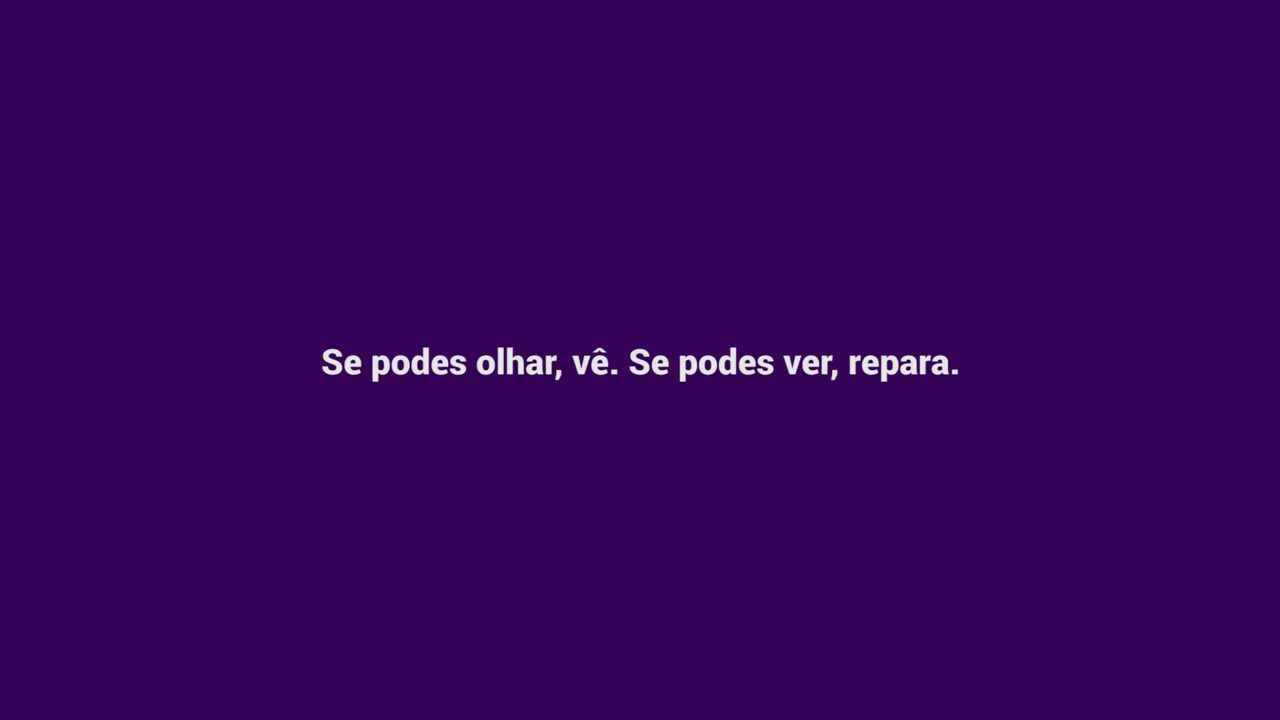 Se podes olhar, vê. Se podes ver, repara.